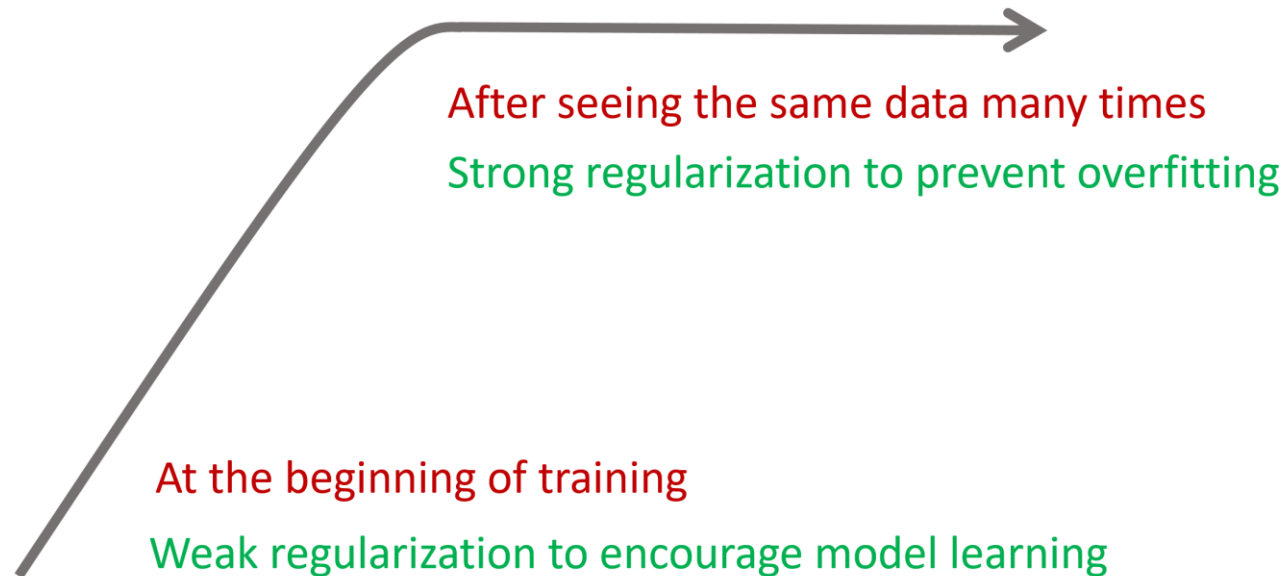 After seeing the same data many times
Strong regularization to prevent overfitting
At the beginning of training
Weak regularization to encourage model learning